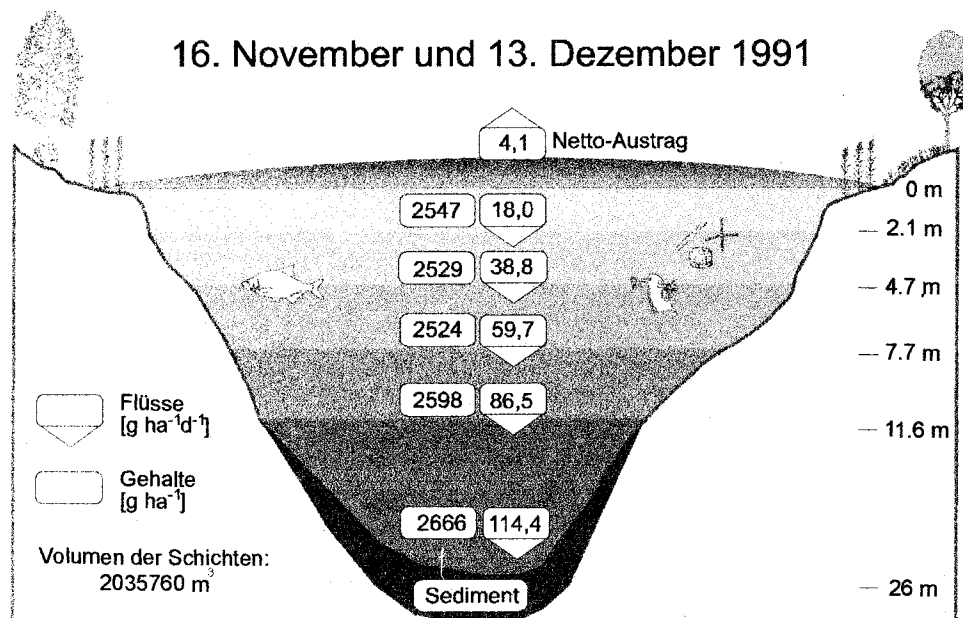 16. November und 13. Dezember 1991
4,1 Netto-Austrag
0 m
2547 18,0
2.1 m
2529 38,8
4.7 m
2524 59,7
7.7 m
2598 86,5
11.6 m
Flüsse
[g ha⁻¹d⁻¹]
Gehalte
[g ha⁻¹]
2666 114,4
Volumen der Schichten:
2035760 m³
Sediment
26 m